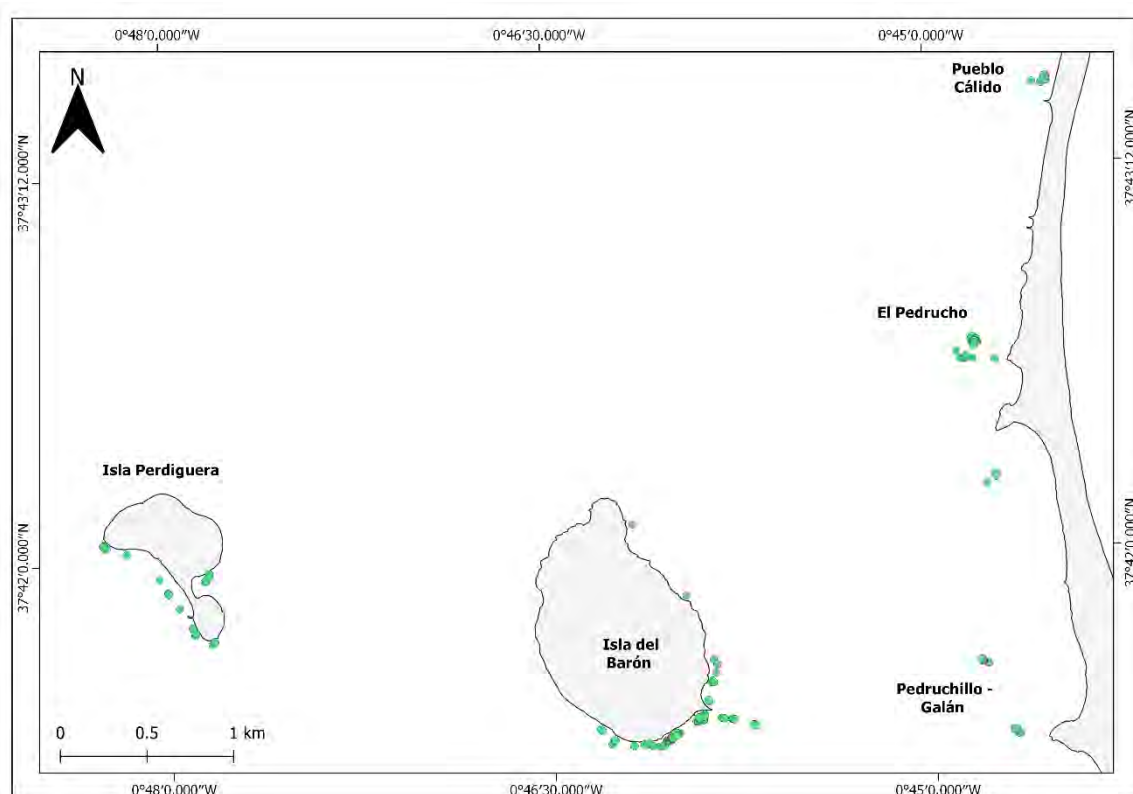 0°48'0.000"W 0°46'30.000"W 0°45'0.000"W
N
Pueblo
Cálido
37°43'12.000"N 37°43'12.000"N
El Pedrucho
Isla Perdiguera
37°42'0.000"N 37°42'0.000"N
Isla del
Barón
Pedruchillo -
Galán
0 0.5 1 km
0°48'0.000"W 0°46'30.000"W 0°45'0.000"W